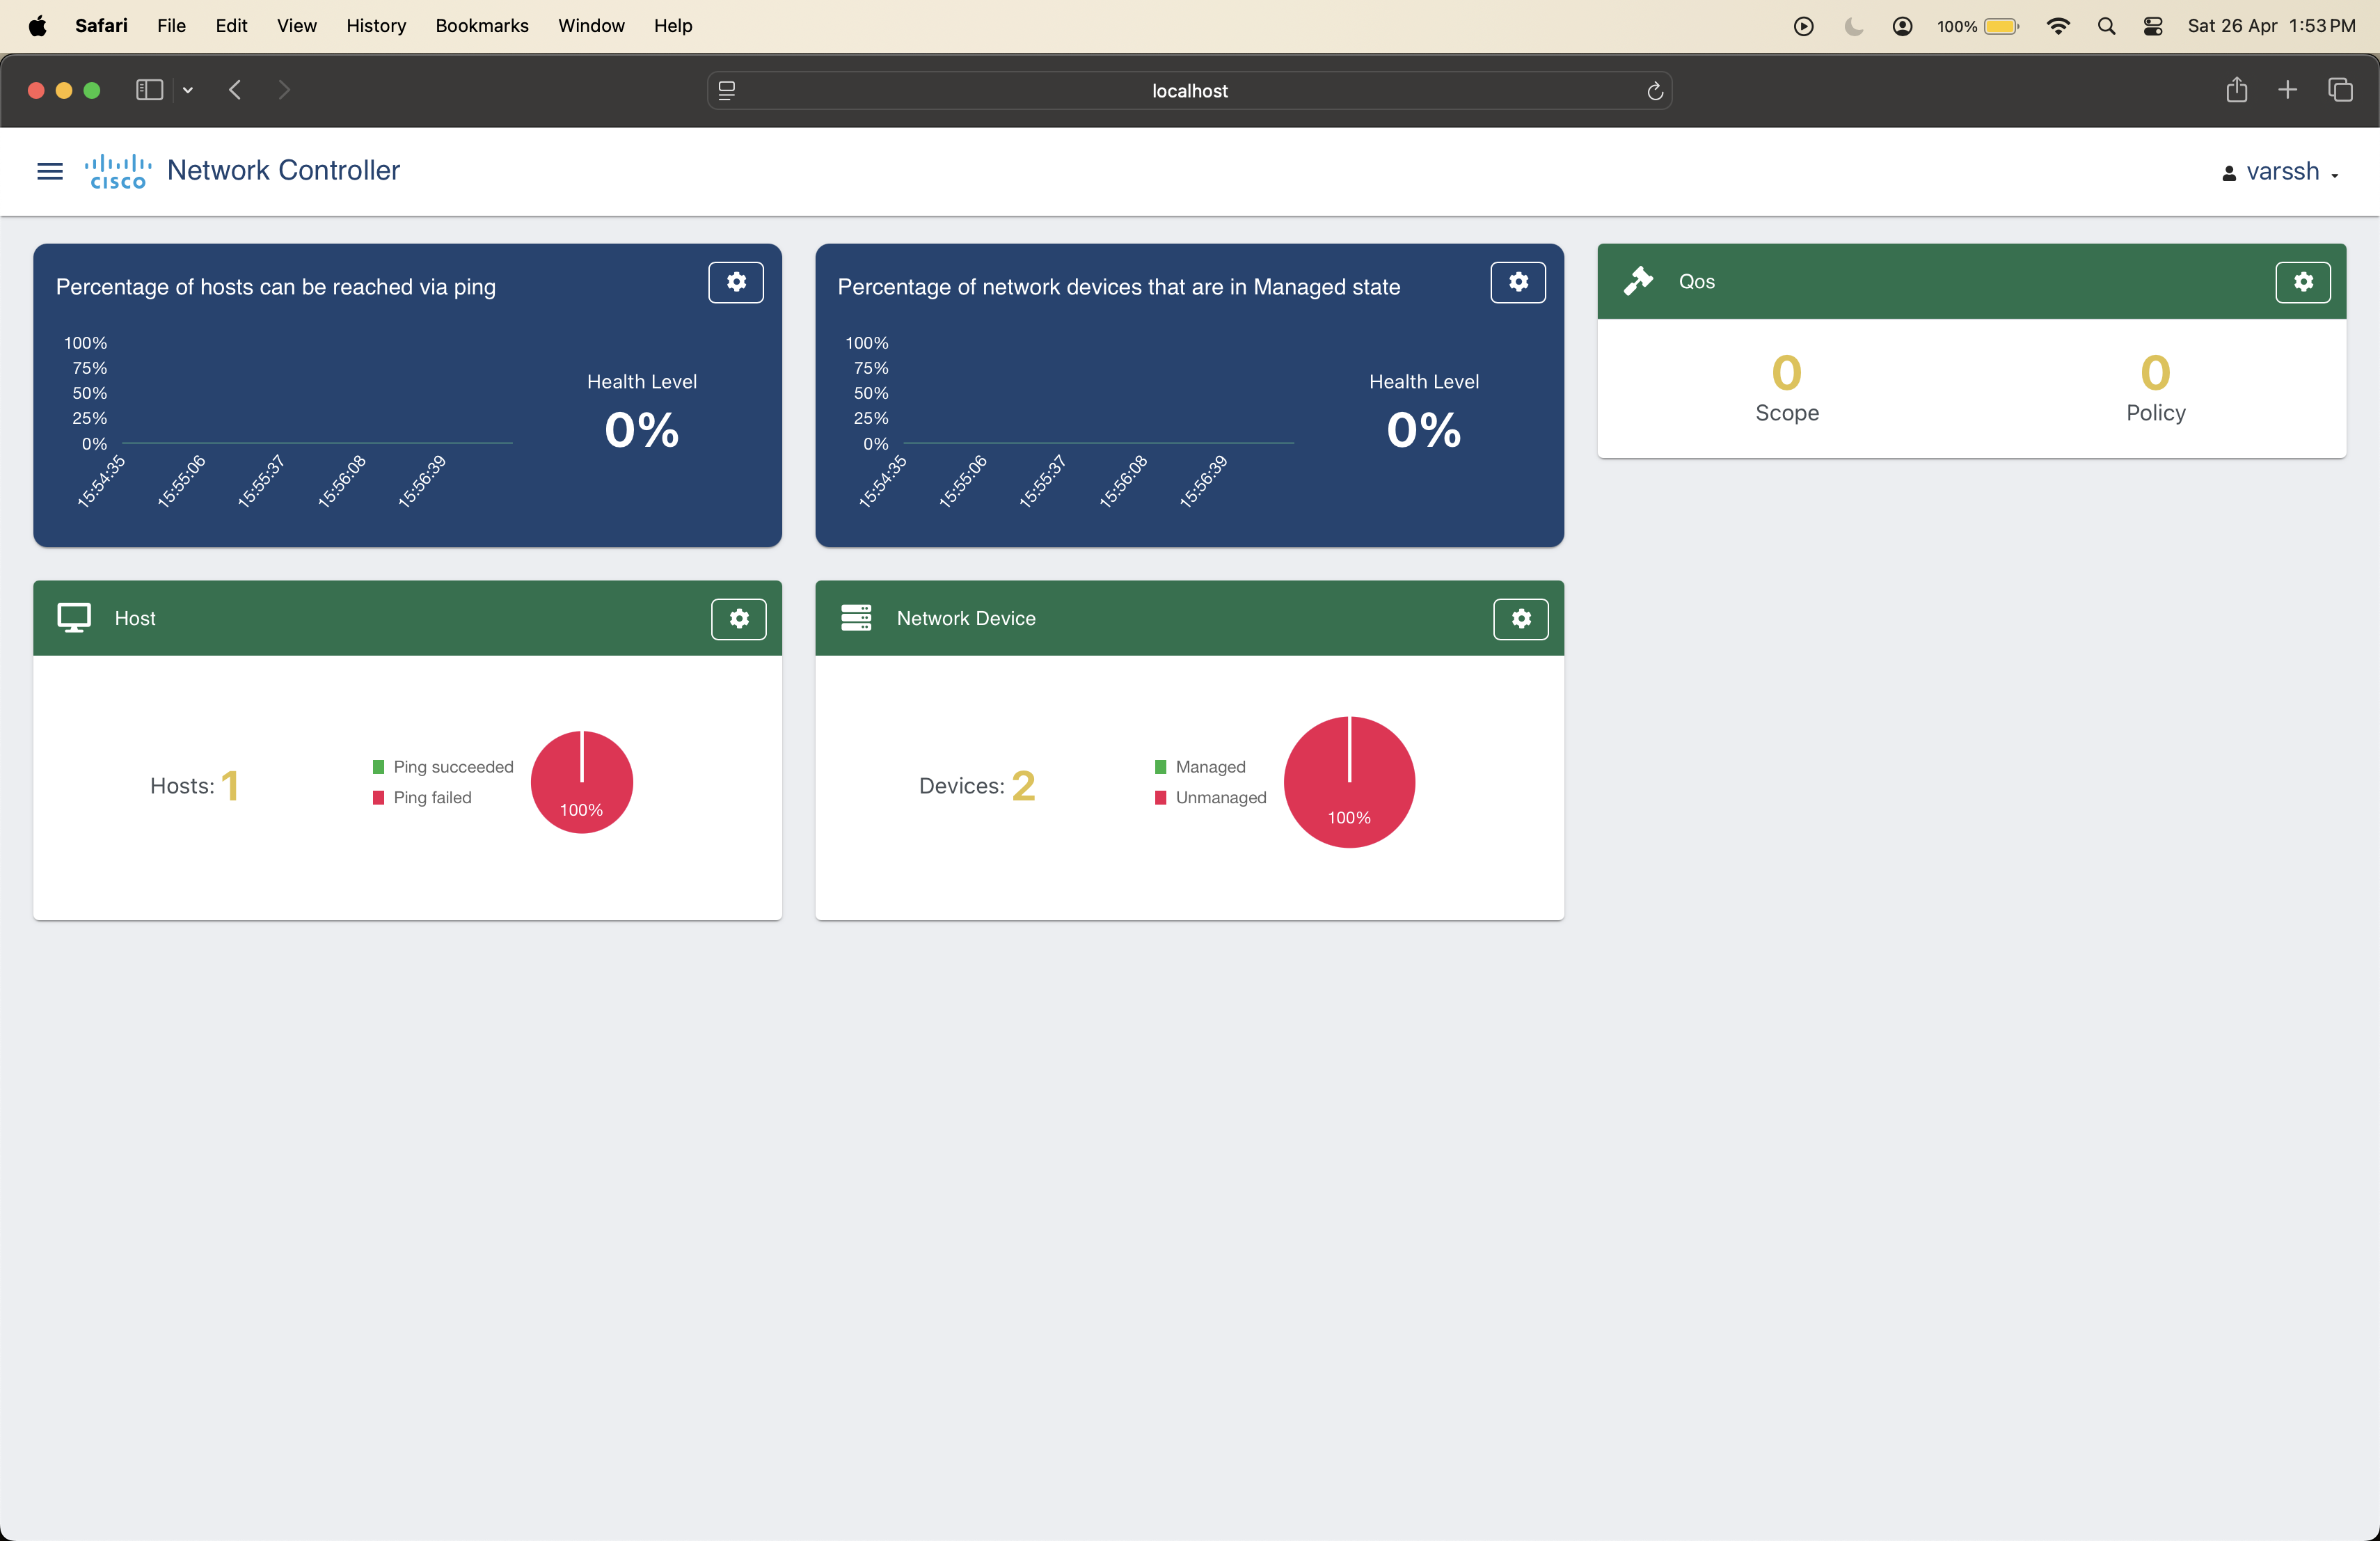 Safari File Edit View History Bookmarks Window Help 100% Sat 26 Apr 1:53 PM
localhost
CISCO Network Controller varssh
Percentage of hosts can be reached via ping
100%
75%
50%
25%
0%
15:54:35 15:55:06 15:55:37 15:56:08 15:56:39
Health Level
0%
Percentage of network devices that are in Managed state
100%
75%
50%
25%
0%
15:54:35 15:55:06 15:55:37 15:56:08 15:56:39
Health Level
0%
Qos
0 0
Scope Policy
Host
Hosts: 1
Ping succeeded
Ping failed
100%
Network Device
Devices: 2
Managed
Unmanaged
100%